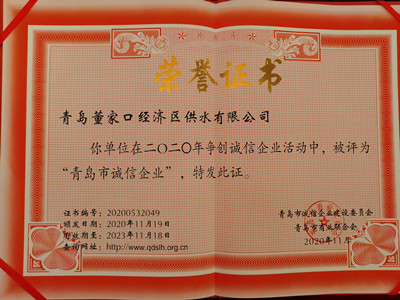 荣誉证书
青岛董家口经济区供水有限公司
你单位在二〇二〇年争创诚信企业活动中，被评为
“青岛市诚信企业”，特发此证。
证书编号：20200532049
颁发日期：2020年11月19日
有效期至：2023年11月18日
查询网址：http://www.qdslh.org.cn
青岛市诚信企业建设委员会
青岛市商业联合会
2020年11月